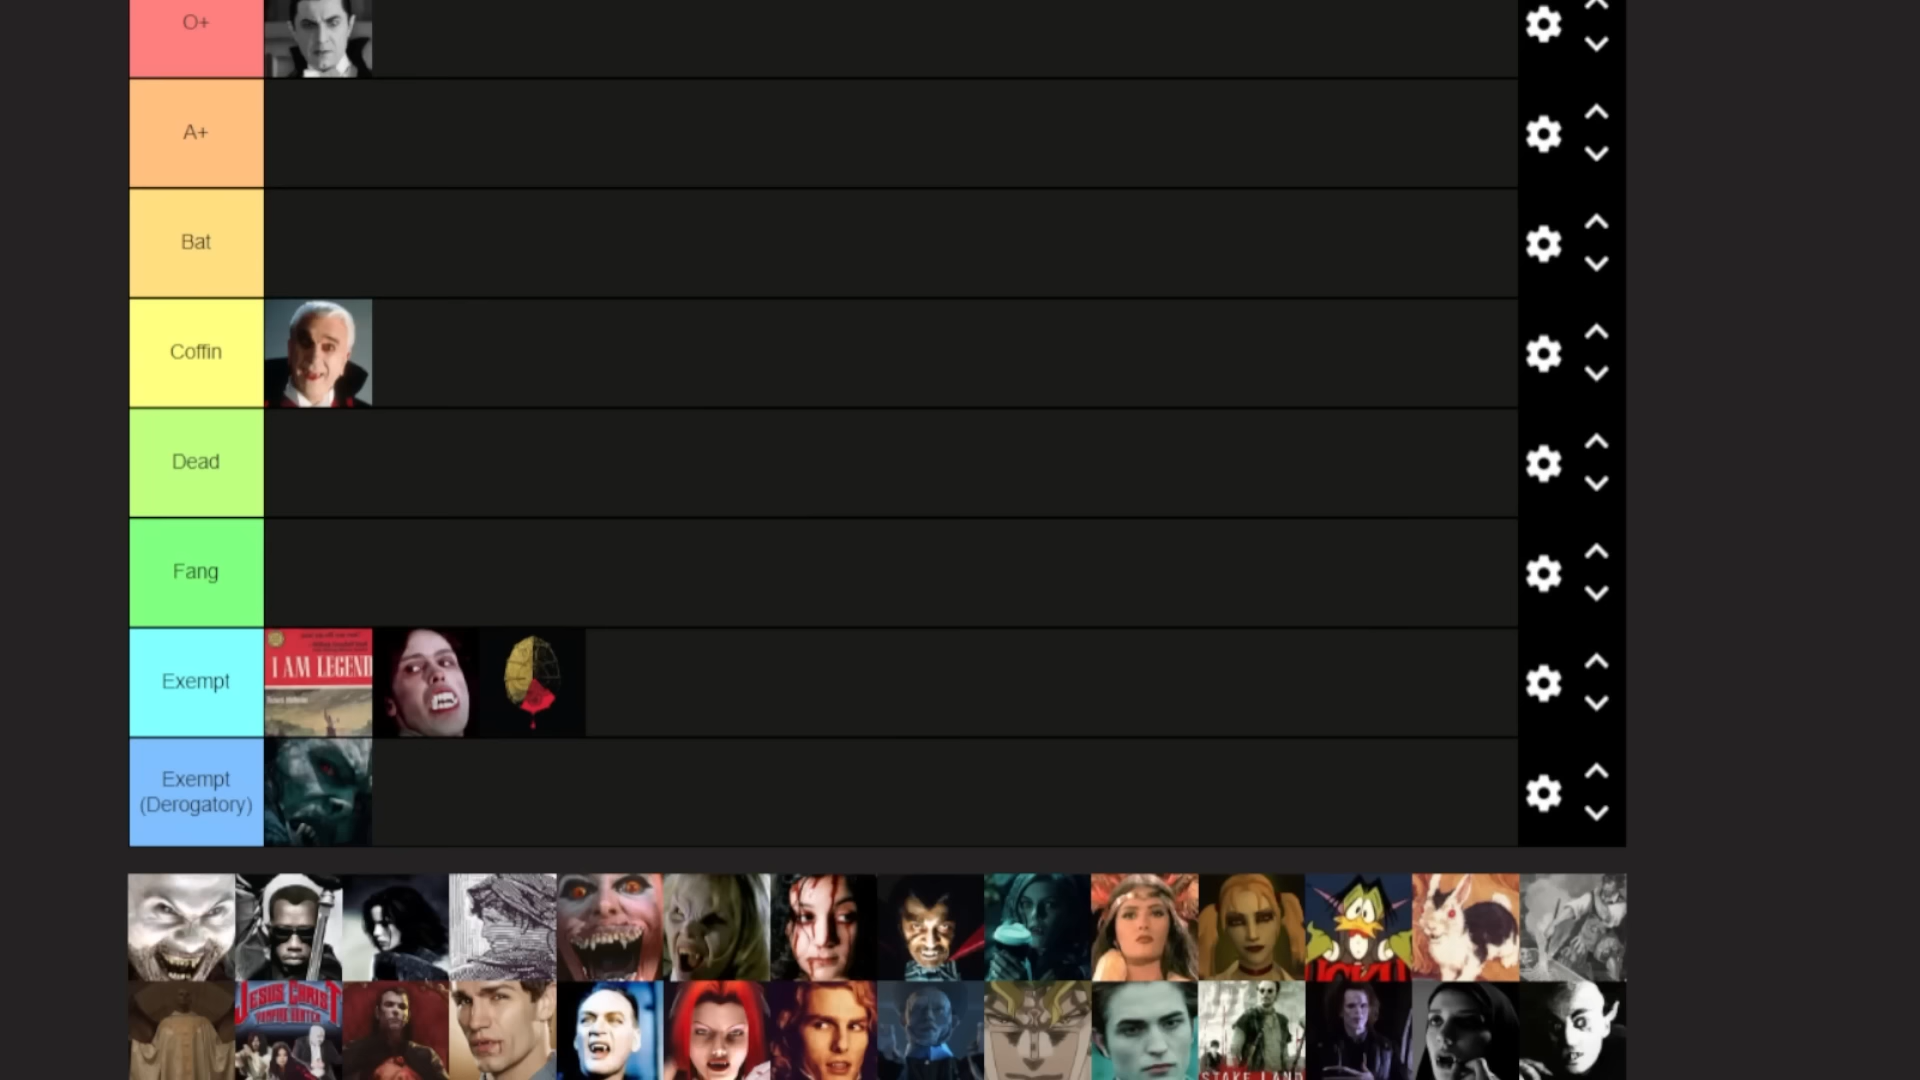 O+
A+
Bat
Coffin
Dead
Fang
Exempt
I AM LEGEND
Exempt
(Derogatory)
JESUS CHRIST
VAMPIRE HUNTER
STAKE LAND